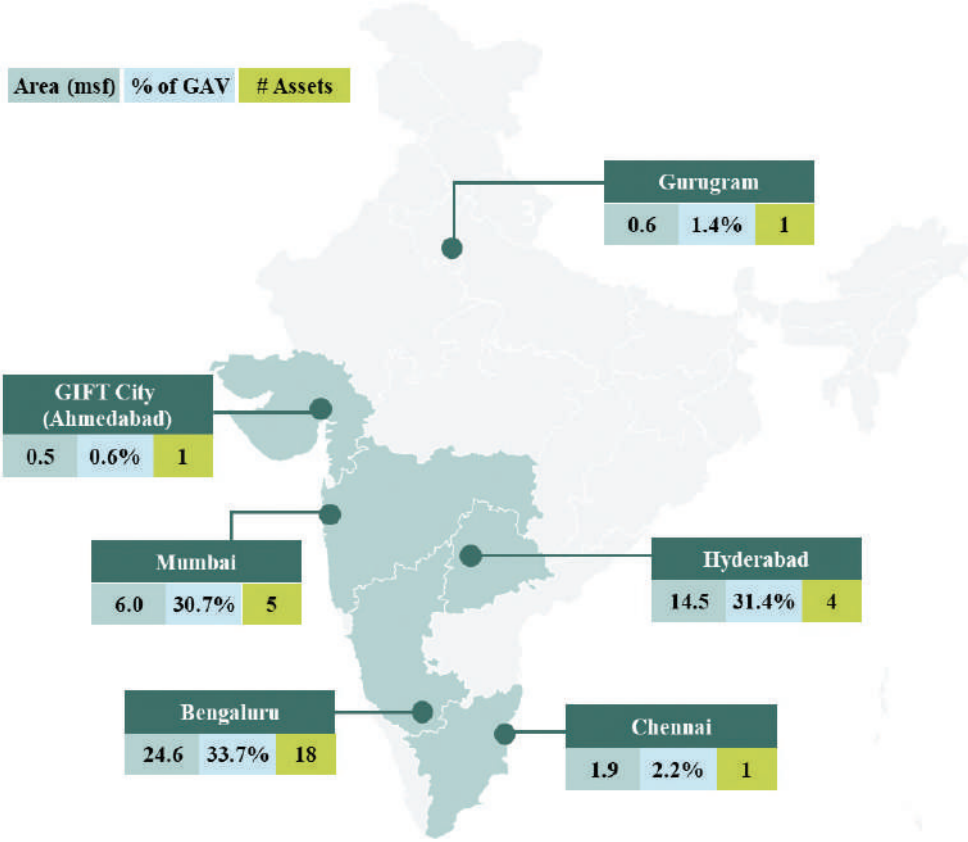 Area (msf) % of GAV # Assets
Gurugram
0.6 1.4% 1
GIFT City
(Ahmedabad)
0.5 0.6% 1
Mumbai
6.0 30.7% 5
Hyderabad
14.5 31.4% 4
Bengaluru
24.6 33.7% 18
Chennai
1.9 2.2% 1